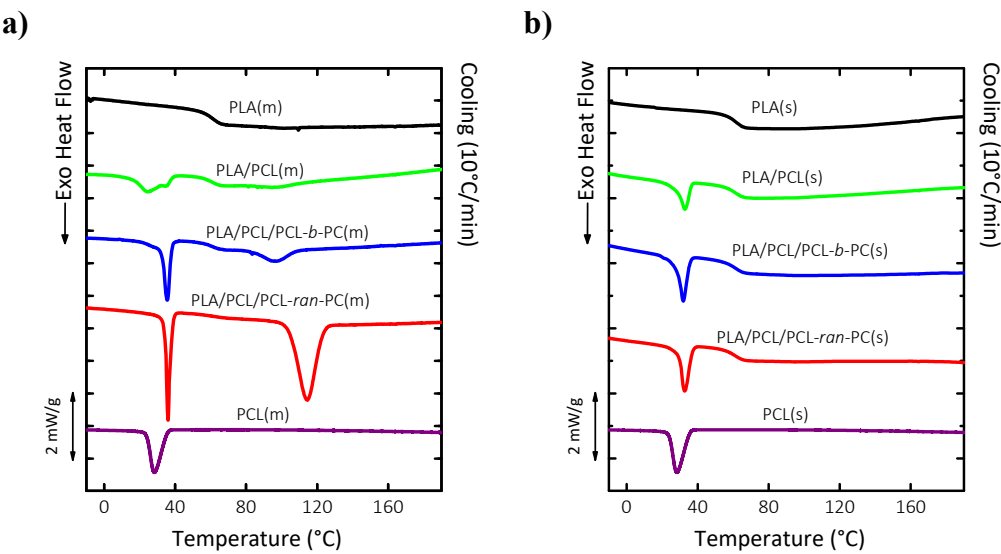 a)
Exo Heat Flow
2 mW/g
PLA(m)
PLA/PCL(m)
PLA/PCL/PCL-b-PC(m)
PLA/PCL/PCL-ran-PC(m)
PCL(m)
Cooling (10°C/min)
0 40 80 120 160
Temperature (°C)
b)
Exo Heat Flow
2 mW/g
PLA(s)
PLA/PCL(s)
PLA/PCL/PCL-b-PC(s)
PLA/PCL/PCL-ran-PC(s)
PCL(s)
Cooling (10°C/min)
0 40 80 120 160
Temperature (°C)